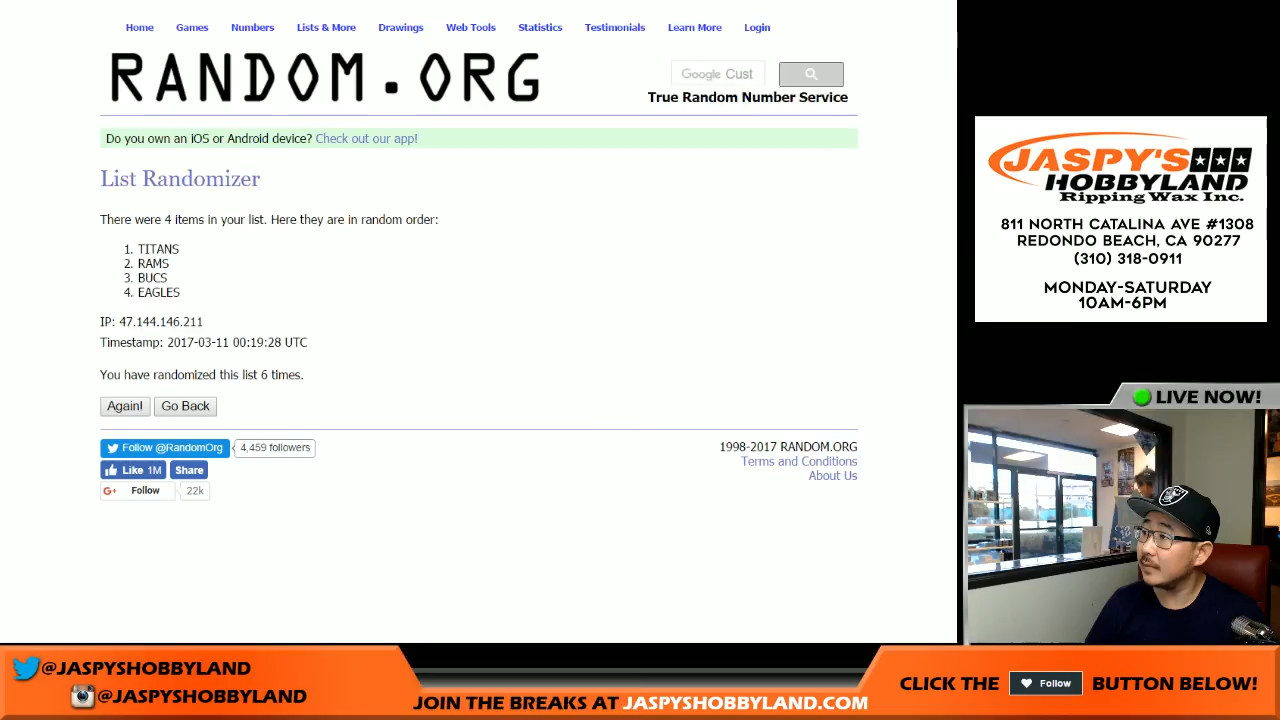 Home Games Numbers Lists & More Drawings Web Tools Statistics Testimonials Learn More Login
RANDOM.ORG
Google Cust
True Random Number Service
Do you own an iOS or Android device? Check out our app!
List Randomizer
There were 4 items in your list. Here they are in random order:
1. TITANS
2. RAMS
3. BUCS
4. EAGLES
IP: 47.144.146.211
Timestamp: 2017-03-11 00:19:28 UTC
You have randomized this list 6 times.
Again! Go Back
Follow @RandomOrg 4,459 followers
Like 1M Share
G+ Follow 22k
1998-2017 RANDOM.ORG
Terms and Conditions
About Us
JASPY'S
HOBBYLAND
Ripping Wax Inc.
811 NORTH CATALINA AVE #1308
REDONDO BEACH, CA 90277
(310) 318-0911
MONDAY-SATURDAY
10AM-6PM
LIVE NOW!
@JASPYSHOBBYLAND
@JASPYSHOBBYLAND
JOIN THE BREAKS AT JASPYSHOBBYLAND.COM
CLICK THE Follow BUTTON BELOW!